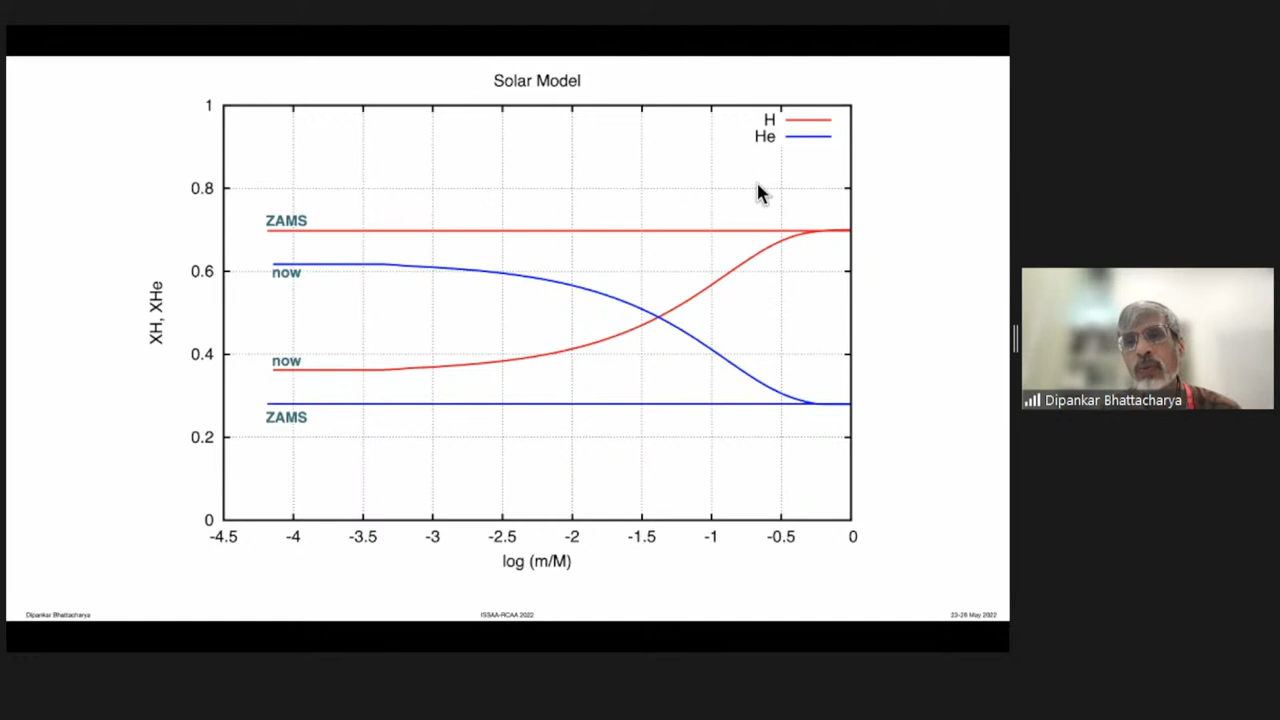 Solar Model
1
H
He
0.8
ZAMS
0.6
now
XH, XHe
0.4
now
ZAMS
0.2
0
-4.5 -4 -3.5 -3 -2.5 -2 -1.5 -1 -0.5 0
log (m/M)
Dipankar Bhattacharya ISSAA-RCAA 2022 23-28 May 2022
Dipankar Bhattacharya